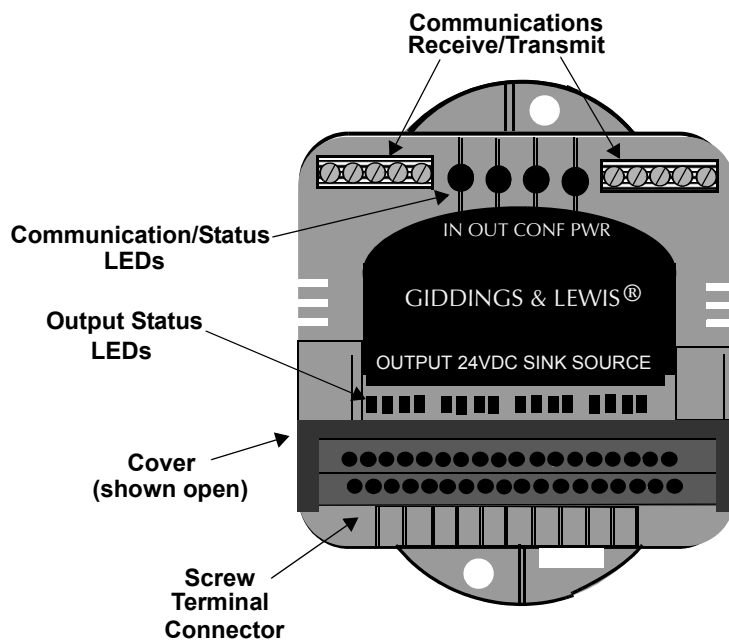 Communications
Receive/Transmit
Communication/Status
LEDs
IN OUT CONF PWR
GIDDINGS & LEWIS®
Output Status
LEDs
OUTPUT 24VDC SINK SOURCE
Cover
(shown open)
Screw
Terminal
Connector